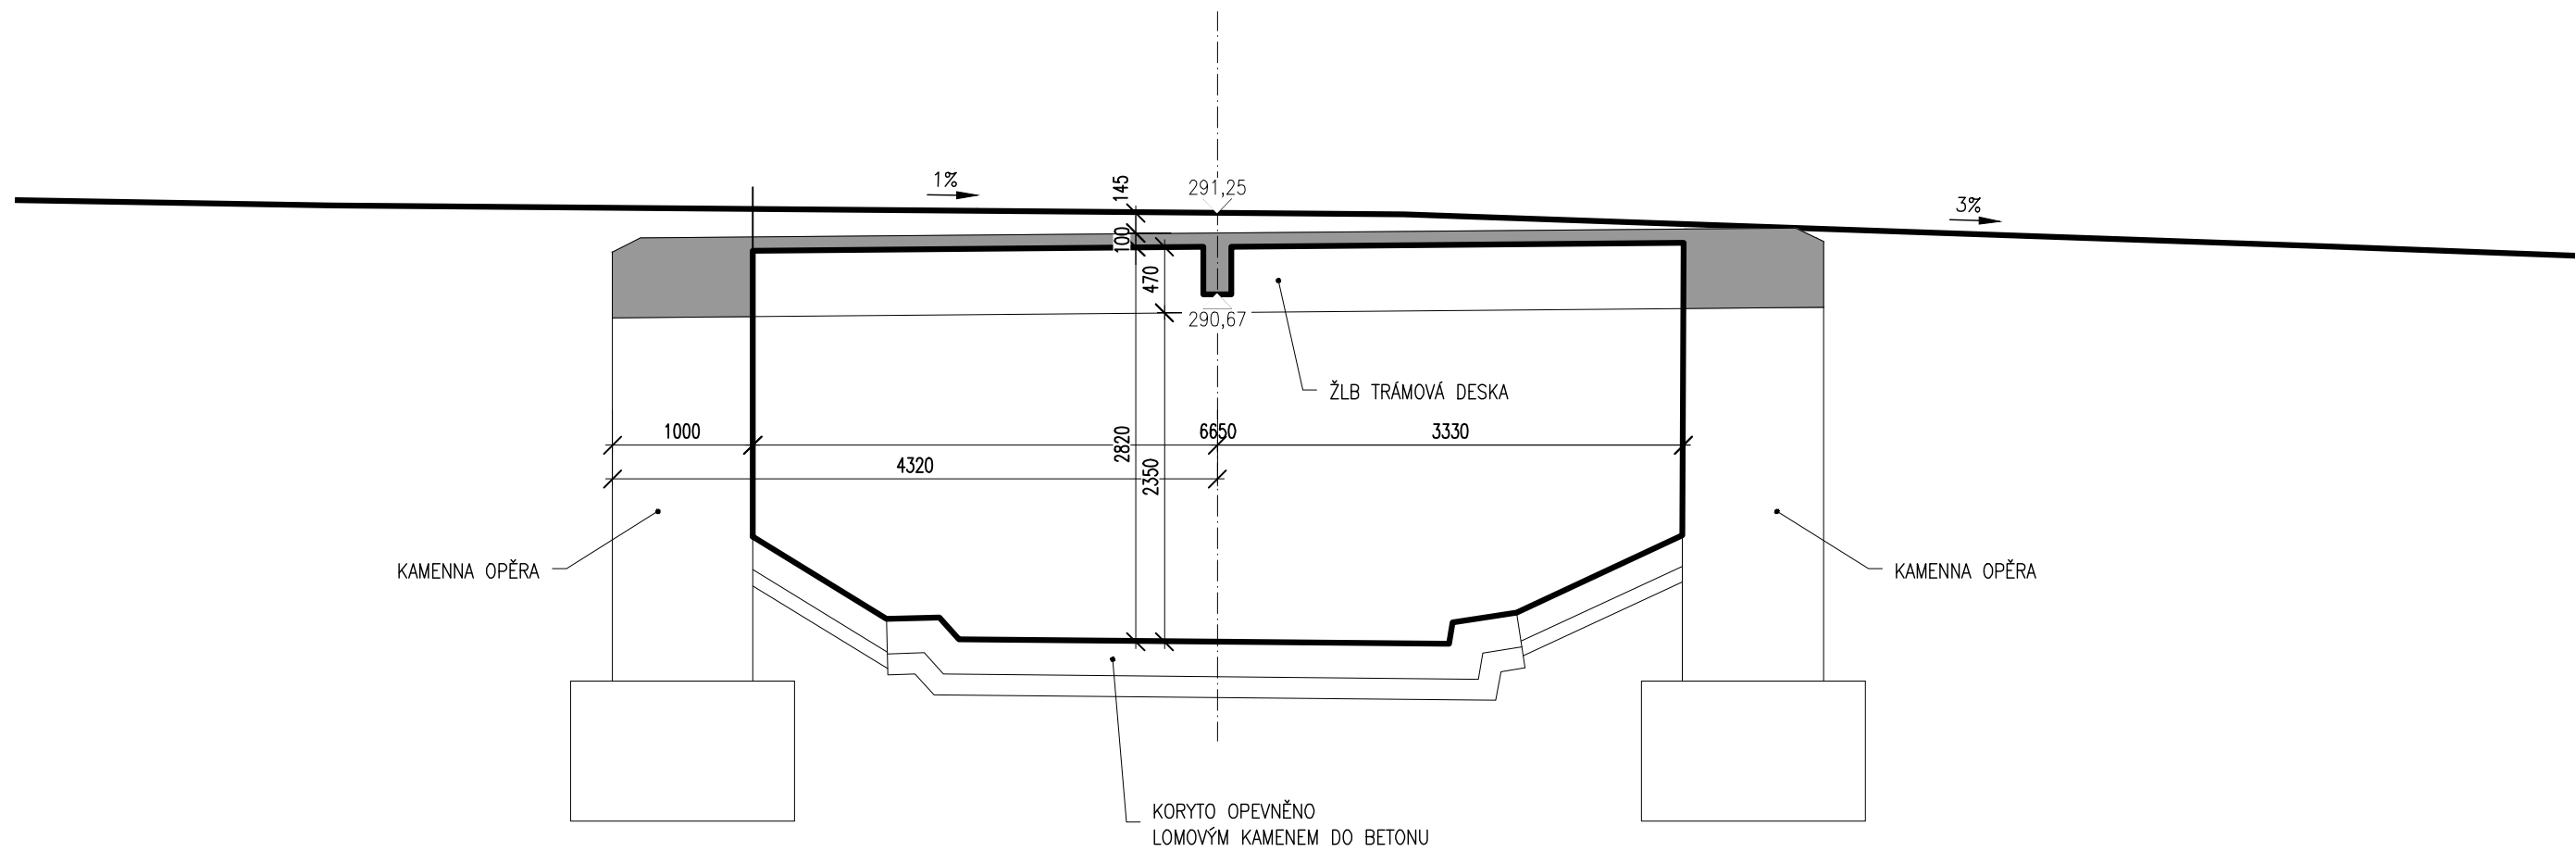 1%
145
291,25
3%
100
470
290,67
ŽLB TRÁMOVÁ DESKA
1000
2820
6650
3330
4320
2350
KAMENNA OPĚRA
KAMENNA OPĚRA
KORYTO OPEVNĚNO
LOMOVÝM KAMENEM DO BETONU